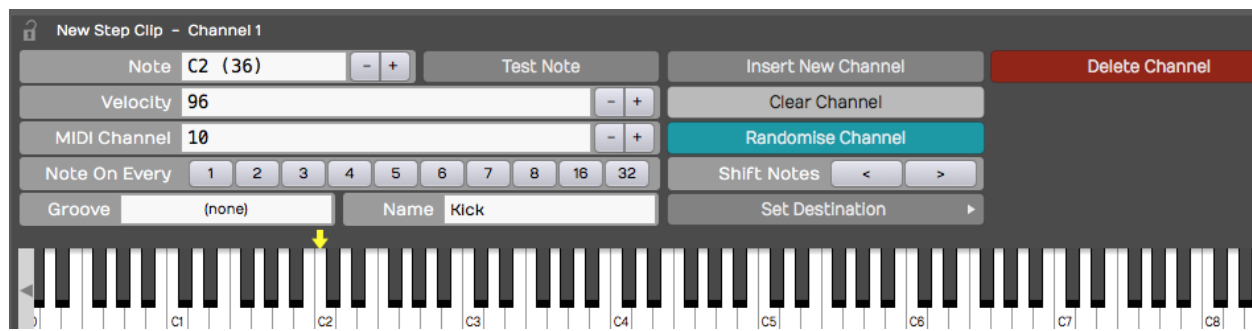 New Step Clip - Channel 1
Note C2 (36) - + Test Note Insert New Channel Delete Channel
Velocity 96 - + Clear Channel
MIDI Channel 10 - + Randomise Channel
Note On Every 1 2 3 4 5 6 7 8 16 32 Shift Notes < >
Groove (none) Name Kick Set Destination
C1 C2 C3 C4 C5 C6 C7 C8